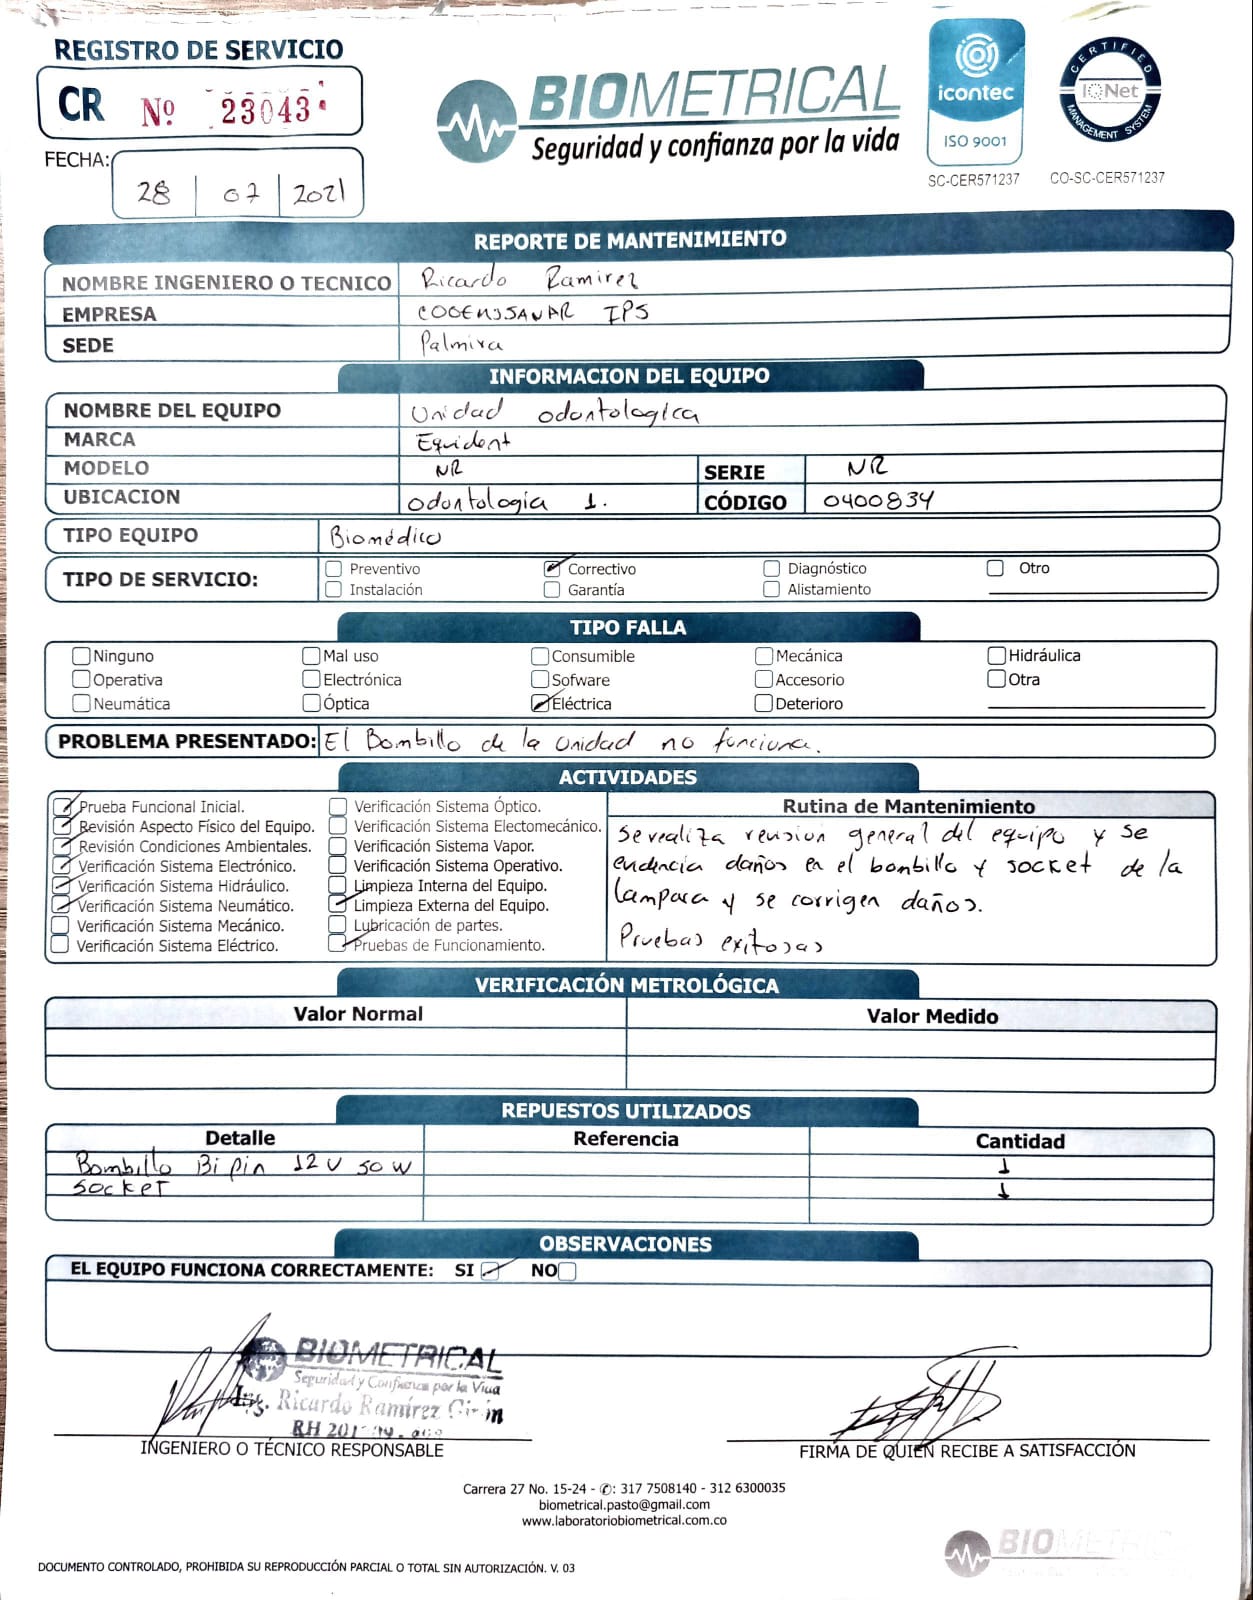 REGISTRO DE SERVICIO
CR Nº 23043
FECHA: 28 07 2021
BIOMETRICAL
Seguridad y confianza por la vida
icontec
ISO 9001
SC-CER571237
CERTIFIED
IQNet
MANAGEMENT SYSTEM
CO-SC-CER571237
REPORTE DE MANTENIMIENTO
NOMBRE INGENIERO O TECNICO Ricardo Ramirez
EMPRESA COOEMSSANAR IPS
SEDE Palmira
INFORMACION DEL EQUIPO
NOMBRE DEL EQUIPO Unidad odontologica
MARCA Equident
MODELO NR SERIE NR
UBICACION Odontologia 1. CÓDIGO 0400834
TIPO EQUIPO Biomédico
TIPO DE SERVICIO: Preventivo Correctivo Diagnóstico Otro
Instalación Garantía Alistamiento
TIPO FALLA
Ninguno Mal uso Consumible Mecánica Hidráulica
Operativa Electrónica Sofware Accesorio Otra
Neumática Óptica Eléctrica Deterioro
PROBLEMA PRESENTADO: El Bombillo de la unidad no funciona.
ACTIVIDADES
Prueba Funcional Inicial.
Revisión Aspecto Físico del Equipo.
Revisión Condiciones Ambientales.
Verificación Sistema Electrónico.
Verificación Sistema Hidráulico.
Verificación Sistema Neumático.
Verificación Sistema Mecánico.
Verificación Sistema Eléctrico.
Verificación Sistema Óptico.
Verificación Sistema Electomecánico.
Verificación Sistema Vapor.
Verificación Sistema Operativo.
Limpieza Interna del Equipo.
Limpieza Externa del Equipo.
Lubricación de partes.
Pruebas de Funcionamiento.
Rutina de Mantenimiento
Se realiza revision general del equipo y se
evidencia daños en el bombillo y socket de la
lampara y se corrigen daños.
Pruebas exitosas
VERIFICACIÓN METROLÓGICA
Valor Normal Valor Medido
REPUESTOS UTILIZADOS
Detalle Referencia Cantidad
Bombillo Bi pin 12V 50W 1
Socket 1
OBSERVACIONES
EL EQUIPO FUNCIONA CORRECTAMENTE: SI NO
BIOMETRICAL
Seguridad y Confianza por la Vida
Ing. Ricardo Ramírez
INGENIERO O TÉCNICO RESPONSABLE
FIRMA DE QUIEN RECIBE A SATISFACCIÓN
Carrera 27 No. 15-24 - ✆: 317 7508140 - 312 6300035
biometrical.pasto@gmail.com
www.laboratoriobiometrical.com.co
BIOMETRIC
DOCUMENTO CONTROLADO, PROHIBIDA SU REPRODUCCIÓN PARCIAL O TOTAL SIN AUTORIZACIÓN. V. 03